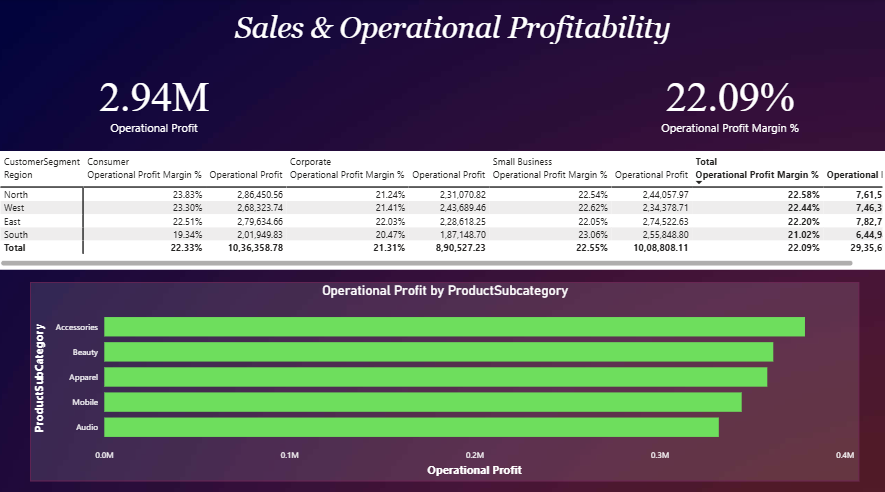 Sales & Operational Profitability
2.94M
Operational Profit
22.09%
Operational Profit Margin %
CustomerSegment Consumer Corporate Small Business Total
Region Operational Profit Margin % Operational Profit Operational Profit Margin % Operational Profit Operational Profit Margin % Operational Profit Operational Profit Margin % Operational
North 23.83% 2,86,450.56 21.24% 2,31,070.82 22.54% 2,44,057.97 22.58% 7,61,5
West 23.30% 2,68,323.74 21.41% 2,43,689.46 22.62% 2,34,378.71 22.44% 7,46,3
East 22.51% 2,79,634.66 22.03% 2,28,618.25 22.05% 2,74,522.63 22.20% 7,82,7
South 19.34% 2,01,949.83 20.47% 1,87,148.70 23.06% 2,55,848.80 21.02% 6,44,9
Total 22.33% 10,36,358.78 21.31% 8,90,527.23 22.55% 10,08,808.11 22.09% 29,35,6
Operational Profit by ProductSubcategory
ProductSubCategory
Accessories
Beauty
Apparel
Mobile
Audio
0.0M 0.1M 0.2M 0.3M 0.4M
Operational Profit